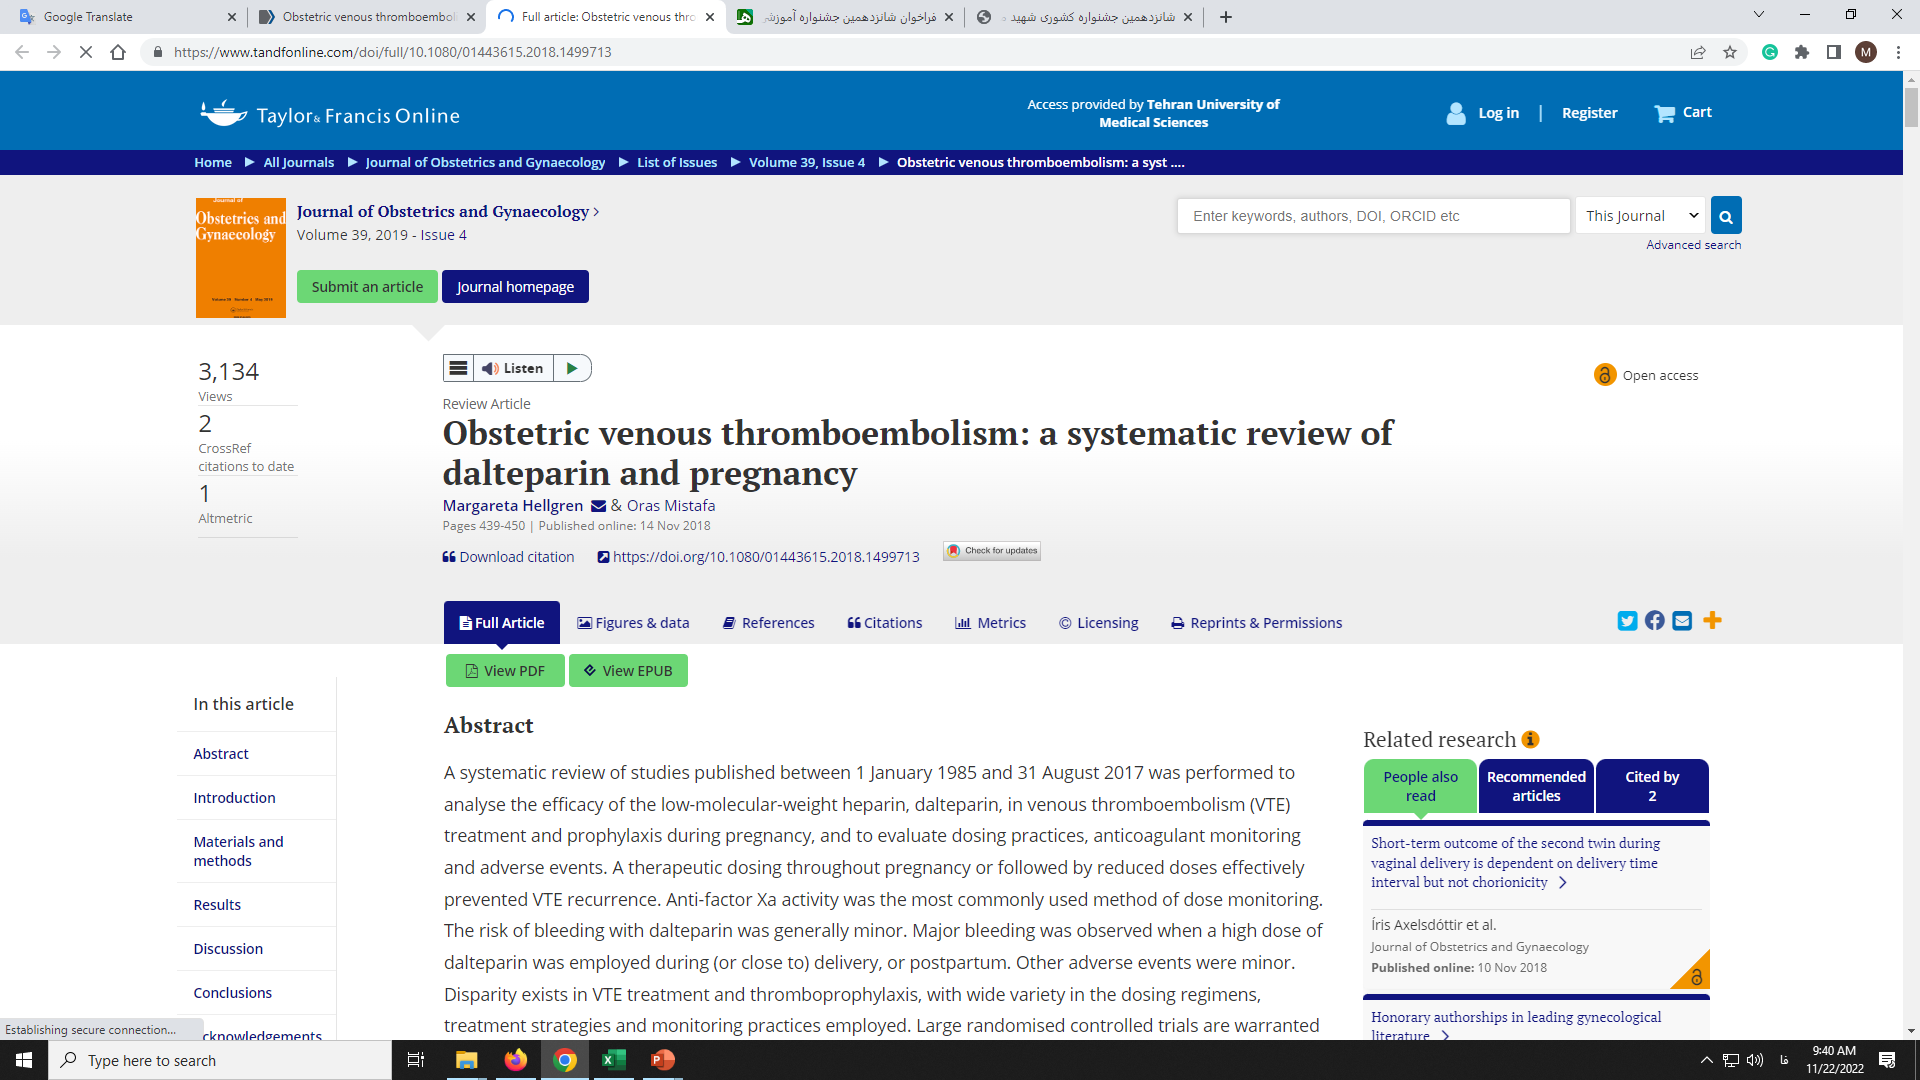 Google Translate
Obstetric venous thromboembol
Full article: Obstetric venous thro
فراخوان شانزدهمین جشنواره آموزشی
شانزدهمین جشنواره کشوری شهید
https://www.tandfonline.com/doi/full/10.1080/01443615.2018.1499713
M
Taylor & Francis Online
Access provided by Tehran University of
Medical Sciences
Log in | Register
Cart
Home ▶ All Journals ▶ Journal of Obstetrics and Gynaecology ▶ List of Issues ▶ Volume 39, Issue 4 ▶ Obstetric venous thromboembolism: a syst ....
Journal of
Obstetrics and
Gynaecology
Volume 39 Number 4 May 2019
Journal of Obstetrics and Gynaecology >
Volume 39, 2019 - Issue 4
Submit an article
Journal homepage
Enter keywords, authors, DOI, ORCID etc
This Journal
Advanced search
3,134
Views
2
CrossRef
citations to date
1
Altmetric
Listen
Open access
Review Article
Obstetric venous thromboembolism: a systematic review of
dalteparin and pregnancy
Margareta Hellgren & Oras Mistafa
Pages 439-450 | Published online: 14 Nov 2018
Download citation
https://doi.org/10.1080/01443615.2018.1499713
Check for updates
Full Article
Figures & data
References
Citations
Metrics
Licensing
Reprints & Permissions
View PDF
View EPUB
In this article
Abstract
Introduction
Materials and
methods
Results
Discussion
Conclusions
cknowledgements
Abstract
A systematic review of studies published between 1 January 1985 and 31 August 2017 was performed to
analyse the efficacy of the low-molecular-weight heparin, dalteparin, in venous thromboembolism (VTE)
treatment and prophylaxis during pregnancy, and to evaluate dosing practices, anticoagulant monitoring
and adverse events. A therapeutic dosing throughout pregnancy or followed by reduced doses effectively
prevented VTE recurrence. Anti-factor Xa activity was the most commonly used method of dose monitoring.
The risk of bleeding with dalteparin was generally minor. Major bleeding was observed when a high dose of
dalteparin was employed during (or close to) delivery, or postpartum. Other adverse events were minor.
Disparity exists in VTE treatment and thromboprophylaxis, with wide variety in the dosing regimens,
treatment strategies and monitoring practices employed. Large randomised controlled trials are warranted
Related research
People also
read
Recommended
articles
Cited by
2
Short-term outcome of the second twin during
vaginal delivery is dependent on delivery time
interval but not chorionicity >
Íris Axelsdóttir et al.
Journal of Obstetrics and Gynaecology
Published online: 10 Nov 2018
Honorary authorships in leading gynecological
literature >
Establishing secure connection...
Type here to search
فا
9:40 AM
11/22/2022